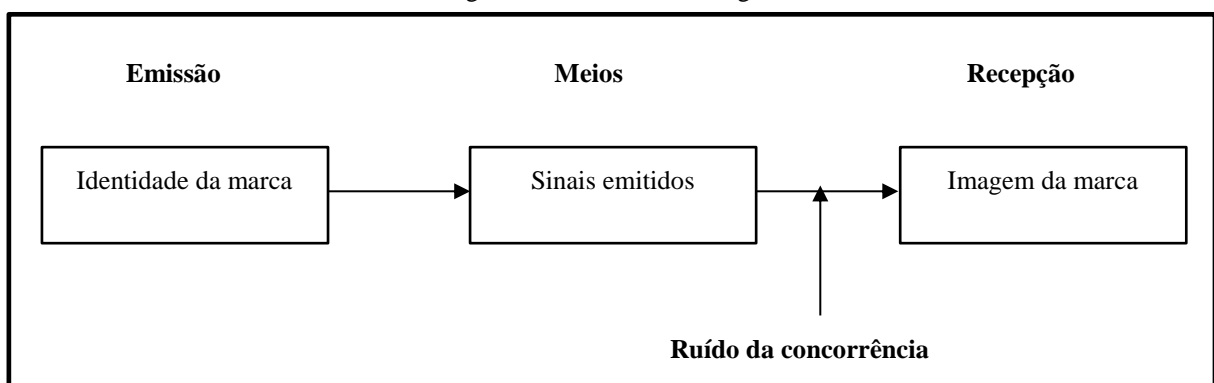 Emissão Meios Recepção
Identidade da marca Sinais emitidos Imagem da marca
Ruído da concorrência